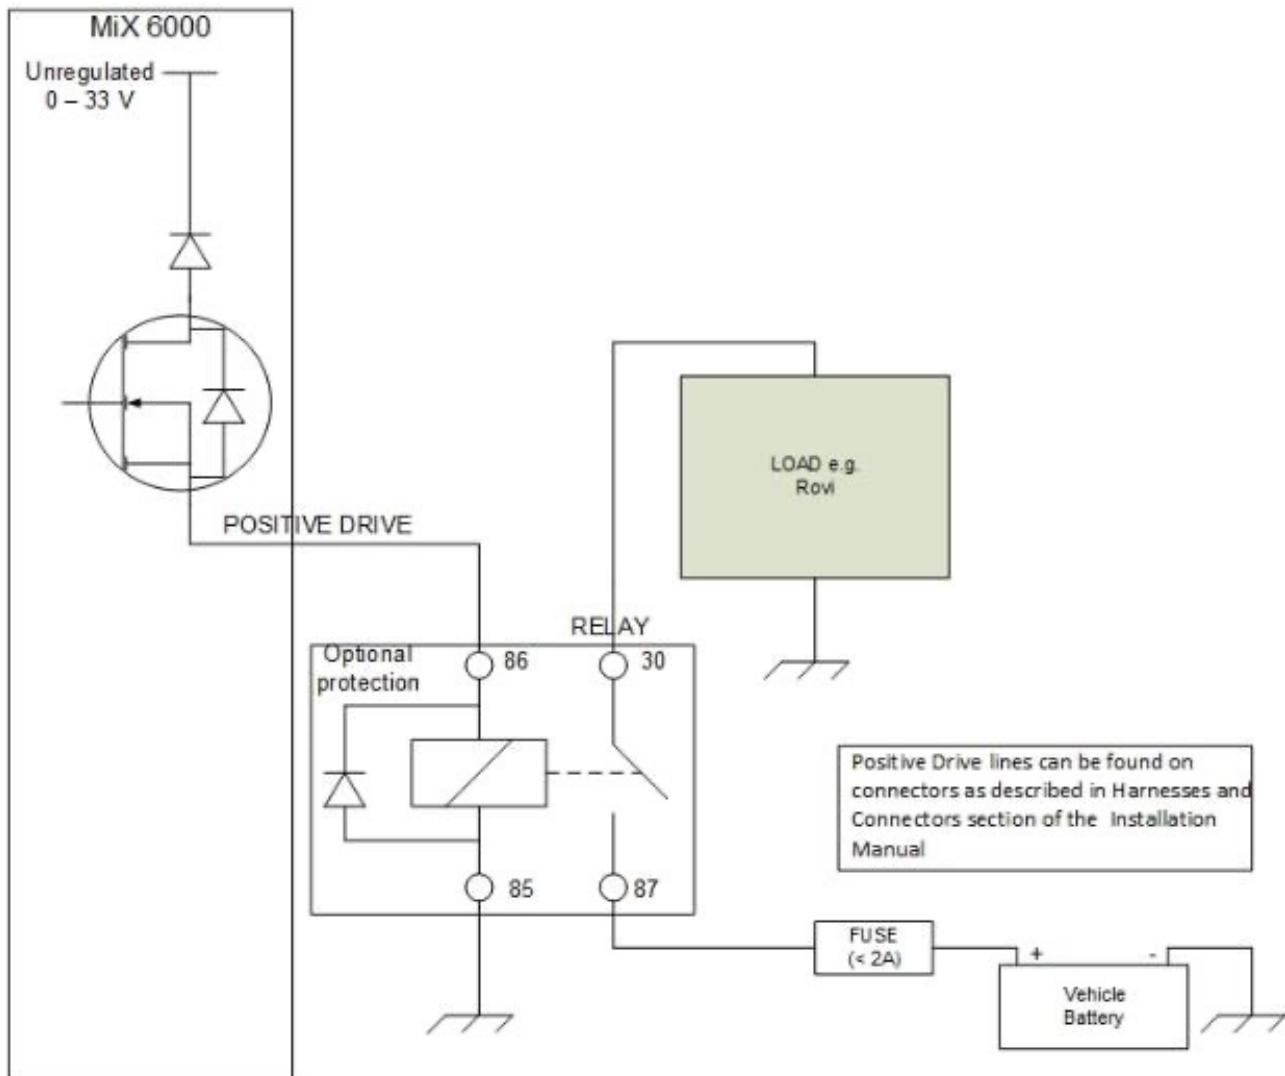 MiX 6000
Unregulated
0 – 33 V
POSITIVE DRIVE
LOAD e.g.
Rovi
RELAY
Optional
protection
86
30
85
87
Positive Drive lines can be found on
connectors as described in Harnesses and
Connectors section of the Installation
Manual
FUSE
(< 2A)
+
-
Vehicle
Battery